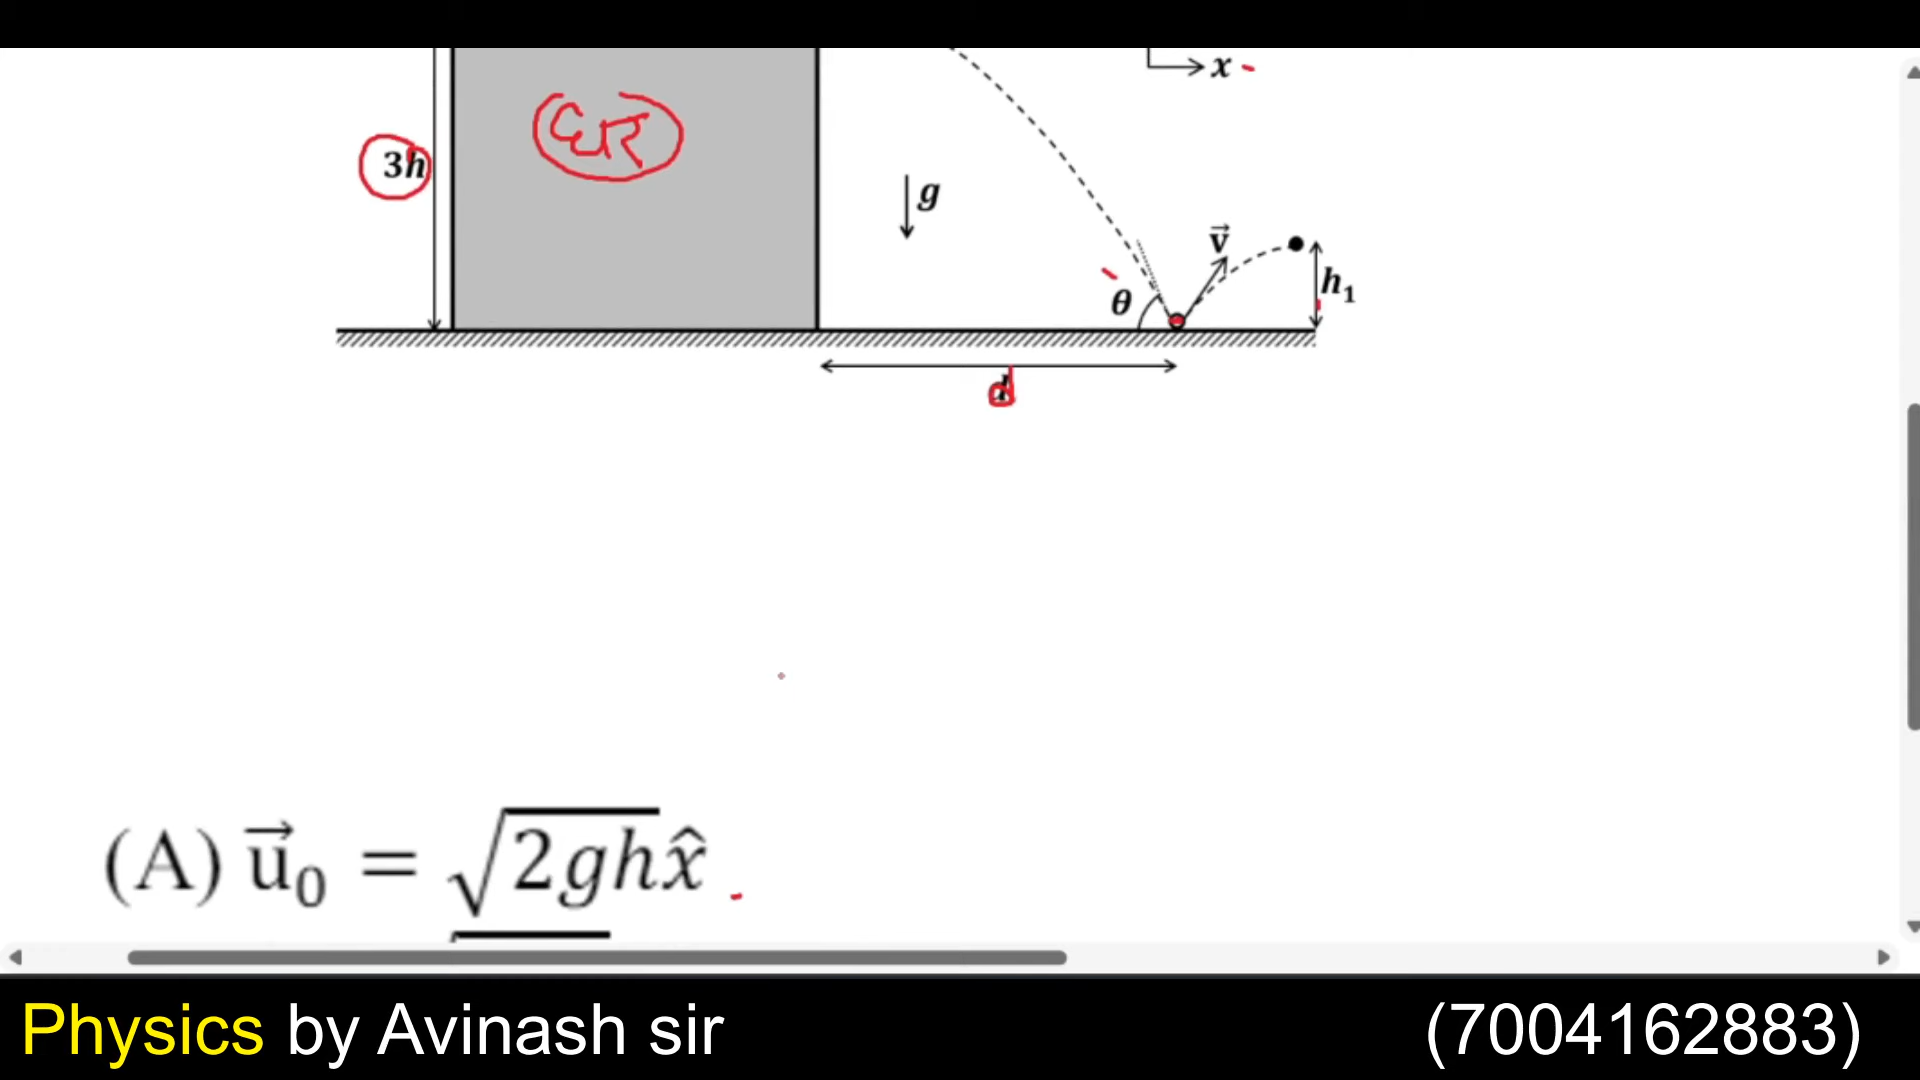 x
घर
3h
g
v⃗
θ
h₁
d
(A) u⃗₀ = √2gh x̂
Physics by Avinash sir
(7004162883)